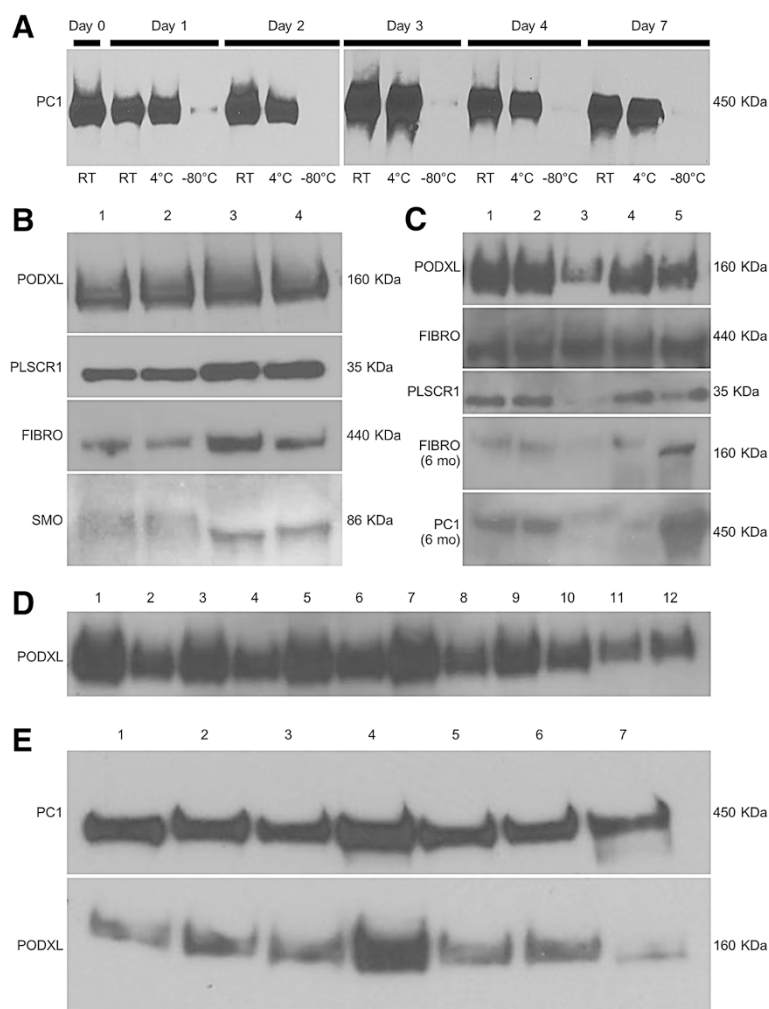 A Day 0 Day 1 Day 2 Day 3 Day 4 Day 7
PC1 450 KDa
RT RT 4°C -80°C RT 4°C -80°C RT 4°C -80°C RT 4°C -80°C RT 4°C -80°C
B 1 2 3 4
PODXL 160 KDa
PLSCR1 35 KDa
FIBRO 440 KDa
SMO 86 KDa
C 1 2 3 4 5
PODXL 160 KDa
FIBRO 440 KDa
PLSCR1 35 KDa
FIBRO
(6 mo) 160 KDa
PC1
(6 mo) 450 KDa
D 1 2 3 4 5 6 7 8 9 10 11 12
PODXL
E 1 2 3 4 5 6 7
PC1 450 KDa
PODXL 160 KDa